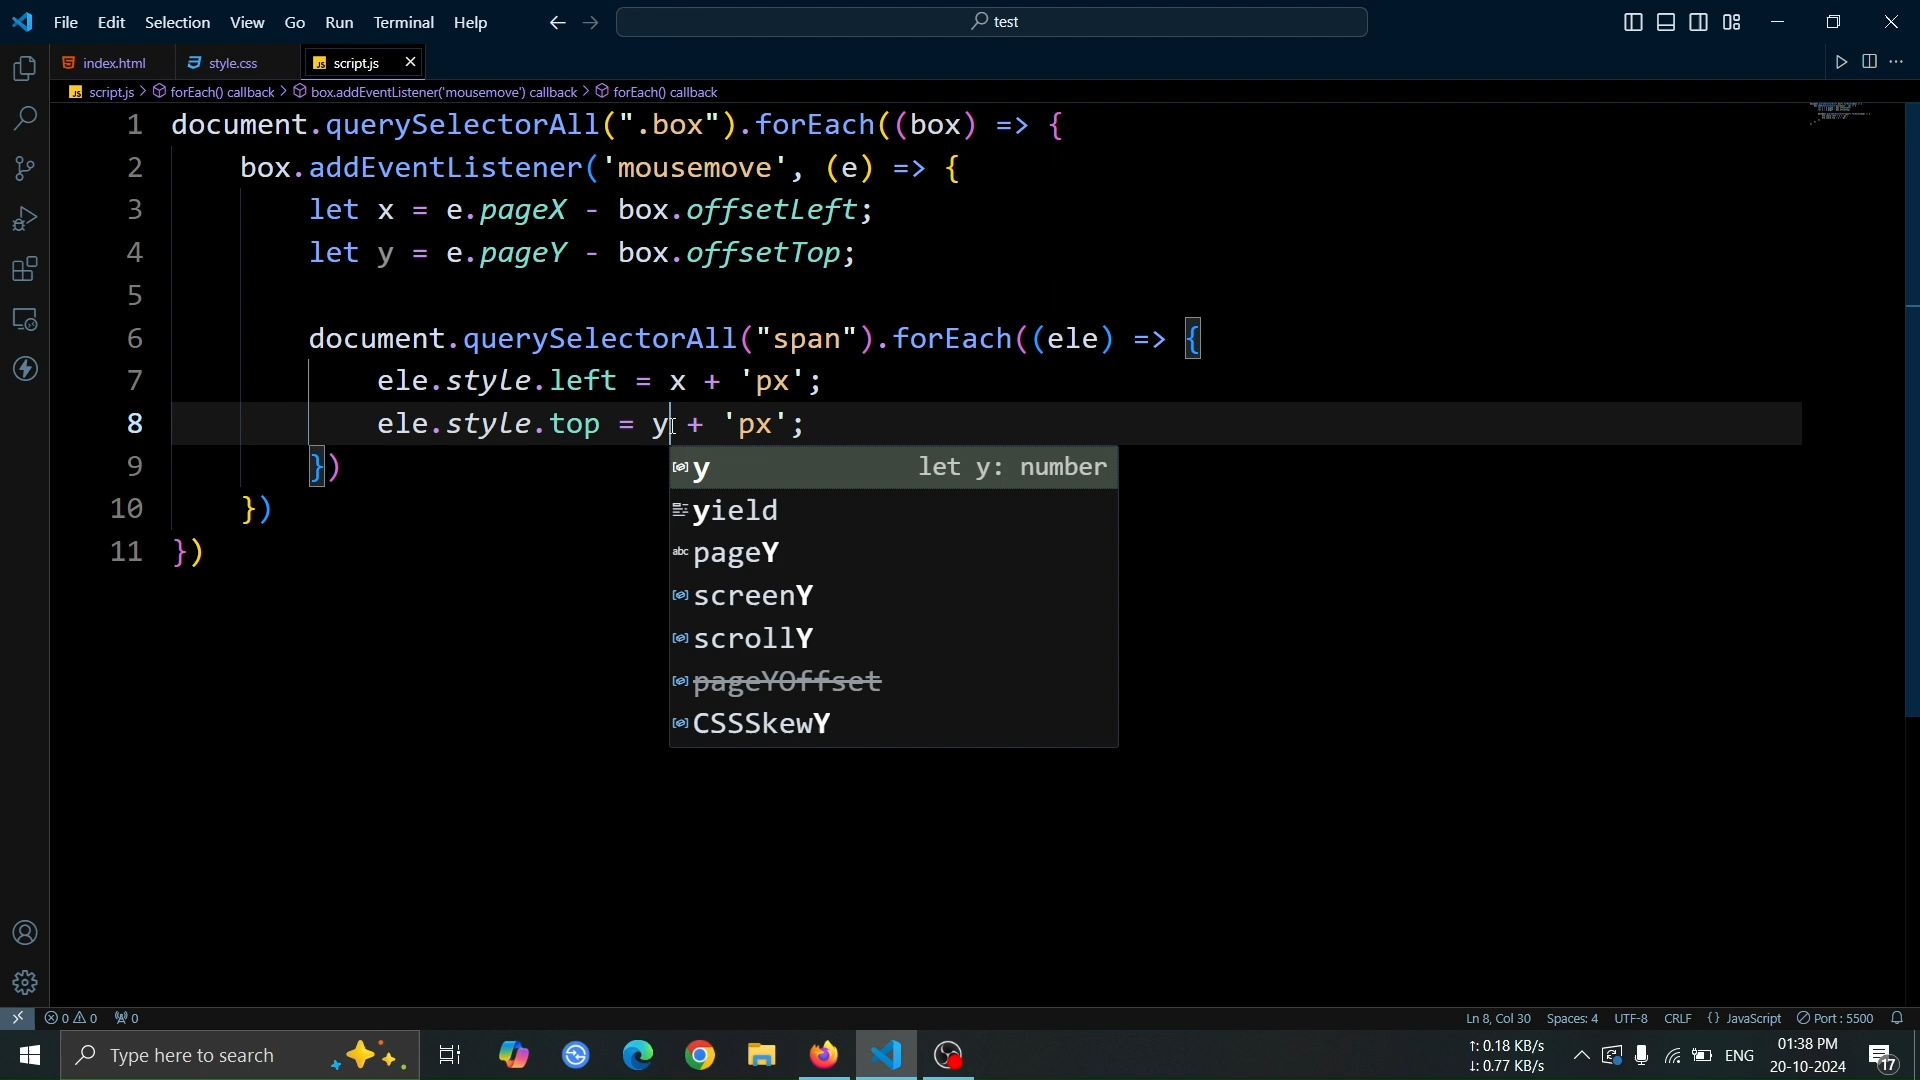 File Edit Selection View Go Run Terminal Help
test
index.html style.css script.js
script.js > forEach() callback > box.addEventListener('mousemove') callback > forEach() callback
1 document.querySelectorAll(".box").forEach((box) => {
2 box.addEventListener('mousemove', (e) => {
3 let x = e.pageX - box.offsetLeft;
4 let y = e.pageY - box.offsetTop;
5
6 document.querySelectorAll("span").forEach((ele) => {
7 ele.style.left = x + 'px';
8 ele.style.top = y + 'px';
9 })
10 })
11 })
y let y: number
yield
pageY
screenY
scrollY
pageYOffset
CSSSkewY
0 0 0 Ln 8, Col 30 Spaces: 4 UTF-8 CRLF {} JavaScript Port : 5500
Type here to search
↑: 0.18 KB/s
↓: 0.77 KB/s
ENG
01:38 PM
20-10-2024
17